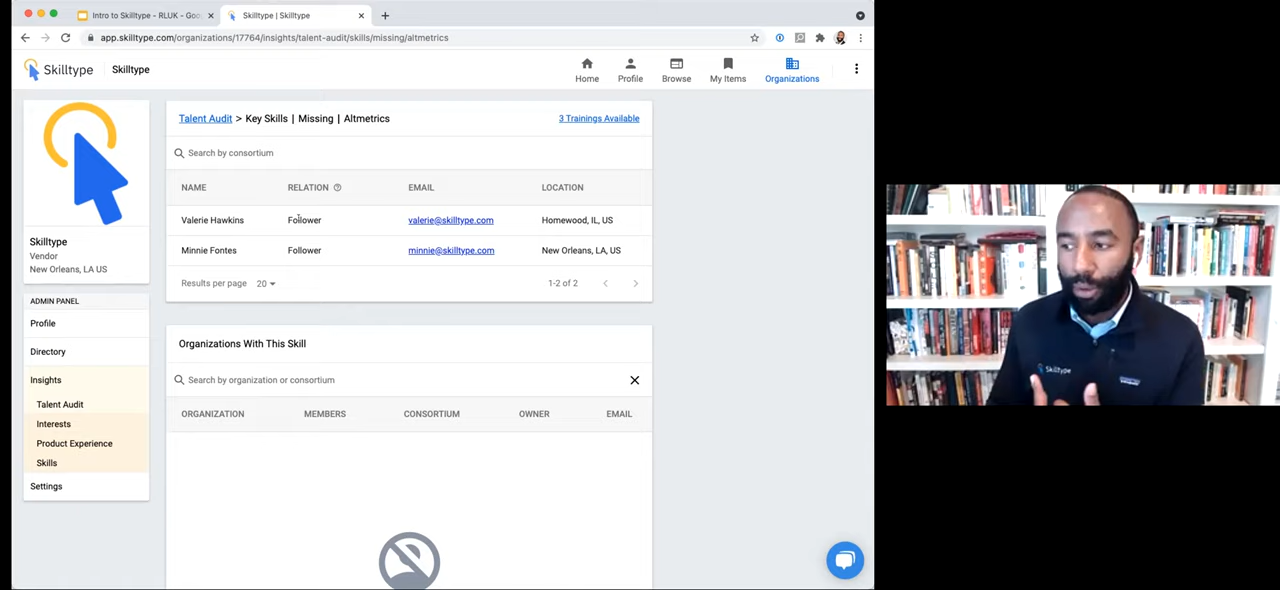 Intro to Skilltype - RLUK - Goo
Skilltype | Skilltype
app.skilltype.com/organizations/17764/insights/talent-audit/skills/missing/altmetrics
Skilltype
Skilltype
Home
Profile
Browse
My Items
Organizations
Skilltype
Vendor
New Orleans, LA US
ADMIN PANEL
Profile
Directory
Insights
Talent Audit
Interests
Product Experience
Skills
Settings
Talent Audit > Key Skills | Missing | Altmetrics
3 Trainings Available
Search by consortium
NAME RELATION EMAIL LOCATION
Valerie Hawkins Follower valerie@skilltype.com Homewood, IL, US
Minnie Fontes Follower minnie@skilltype.com New Orleans, LA, US
Results per page 20 1-2 of 2
Organizations With This Skill
Search by organization or consortium
ORGANIZATION MEMBERS CONSORTIUM OWNER EMAIL
Skilltype